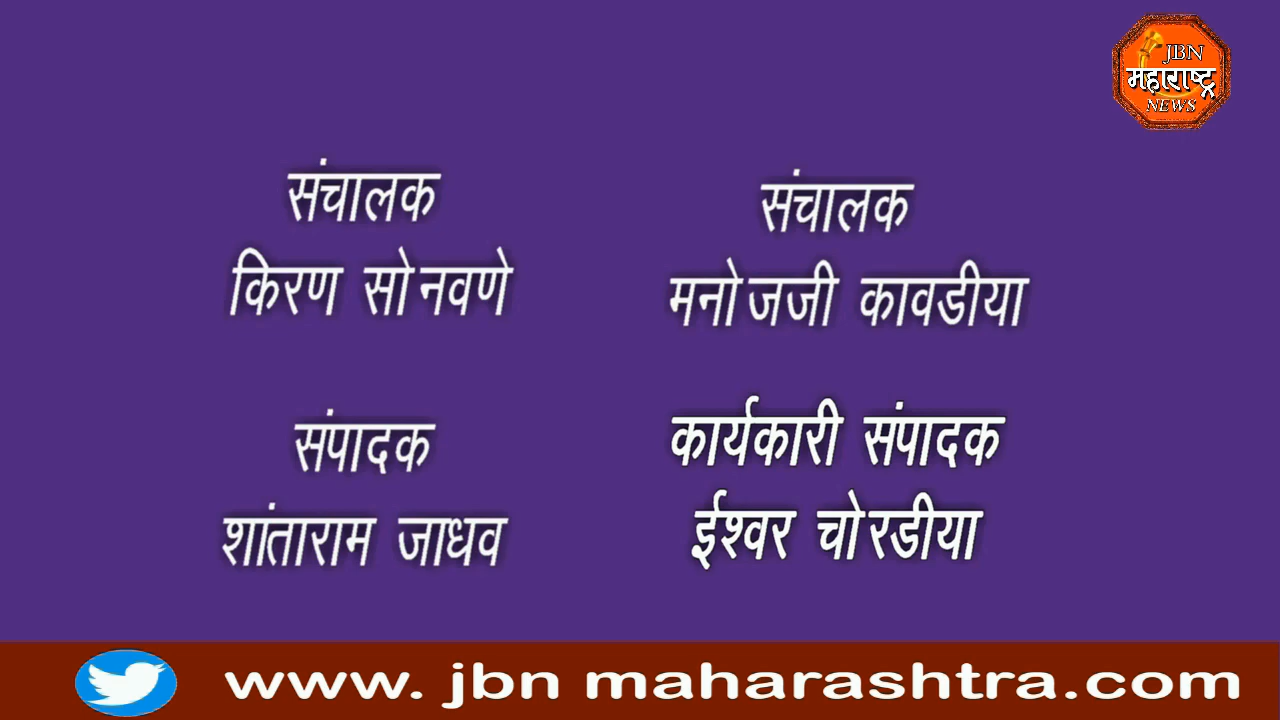 JBN
महाराष्ट्र
NEWS
संचालक
किरण सोनवणे
संचालक
मनोजजी कावडीया
संपादक
शांताराम जाधव
कार्यकारी संपादक
ईश्वर चोरडीया
www. jbn maharashtra.com